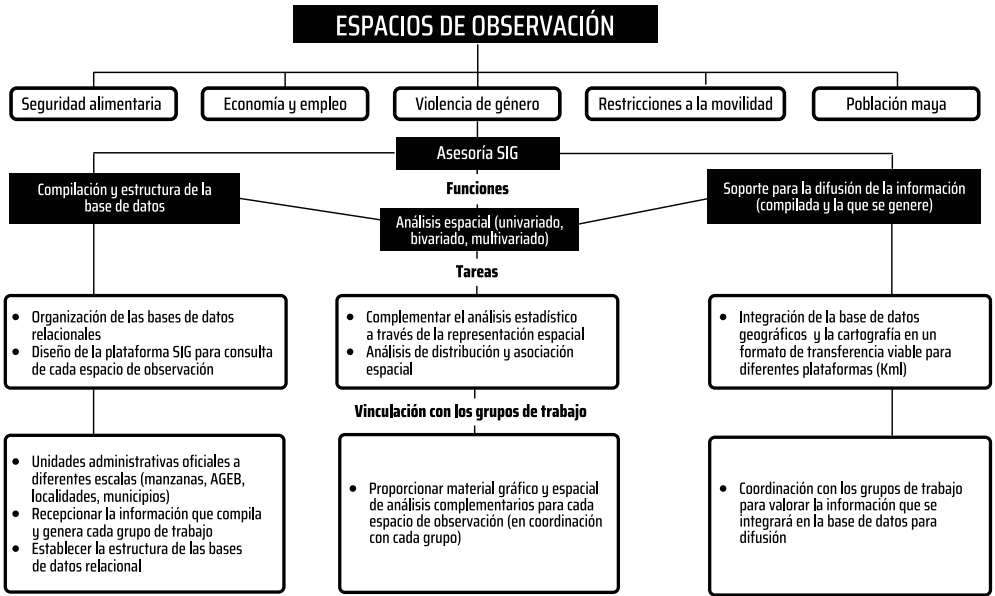 ESPACIOS DE OBSERVACIÓN
Seguridad alimentaria
Economía y empleo
Violencia de género
Restricciones a la movilidad
Población maya
Asesoría SIG
Compilación y estructura de la
base de datos
Funciones
Soporte para la difusión de la información
(compilada y la que se genere)
Análisis espacial (univariado,
bivariado, multivariado)
Tareas
• Organización de las bases de datos
relacionales
• Diseño de la plataforma SIG para consulta
de cada espacio de observación
• Complementar el análisis estadístico
a través de la representación espacial
• Análisis de distribución y asociación
espacial
• Integración de la base de datos
geográficos y la cartografía en un
formato de transferencia viable para
diferentes plataformas (Kml)
Vinculación con los grupos de trabajo
• Unidades administrativas oficiales a
diferentes escalas (manzanas, AGEB,
localidades, municipios)
• Recepcionar la información que compila
y genera cada grupo de trabajo
• Establecer la estructura de las bases
de datos relacional
• Proporcionar material gráfico y espacial
de análisis complementarios para cada
espacio de observación (en coordinación
con cada grupo)
• Coordinación con los grupos de trabajo
para valorar la información que se
integrará en la base de datos para
difusión